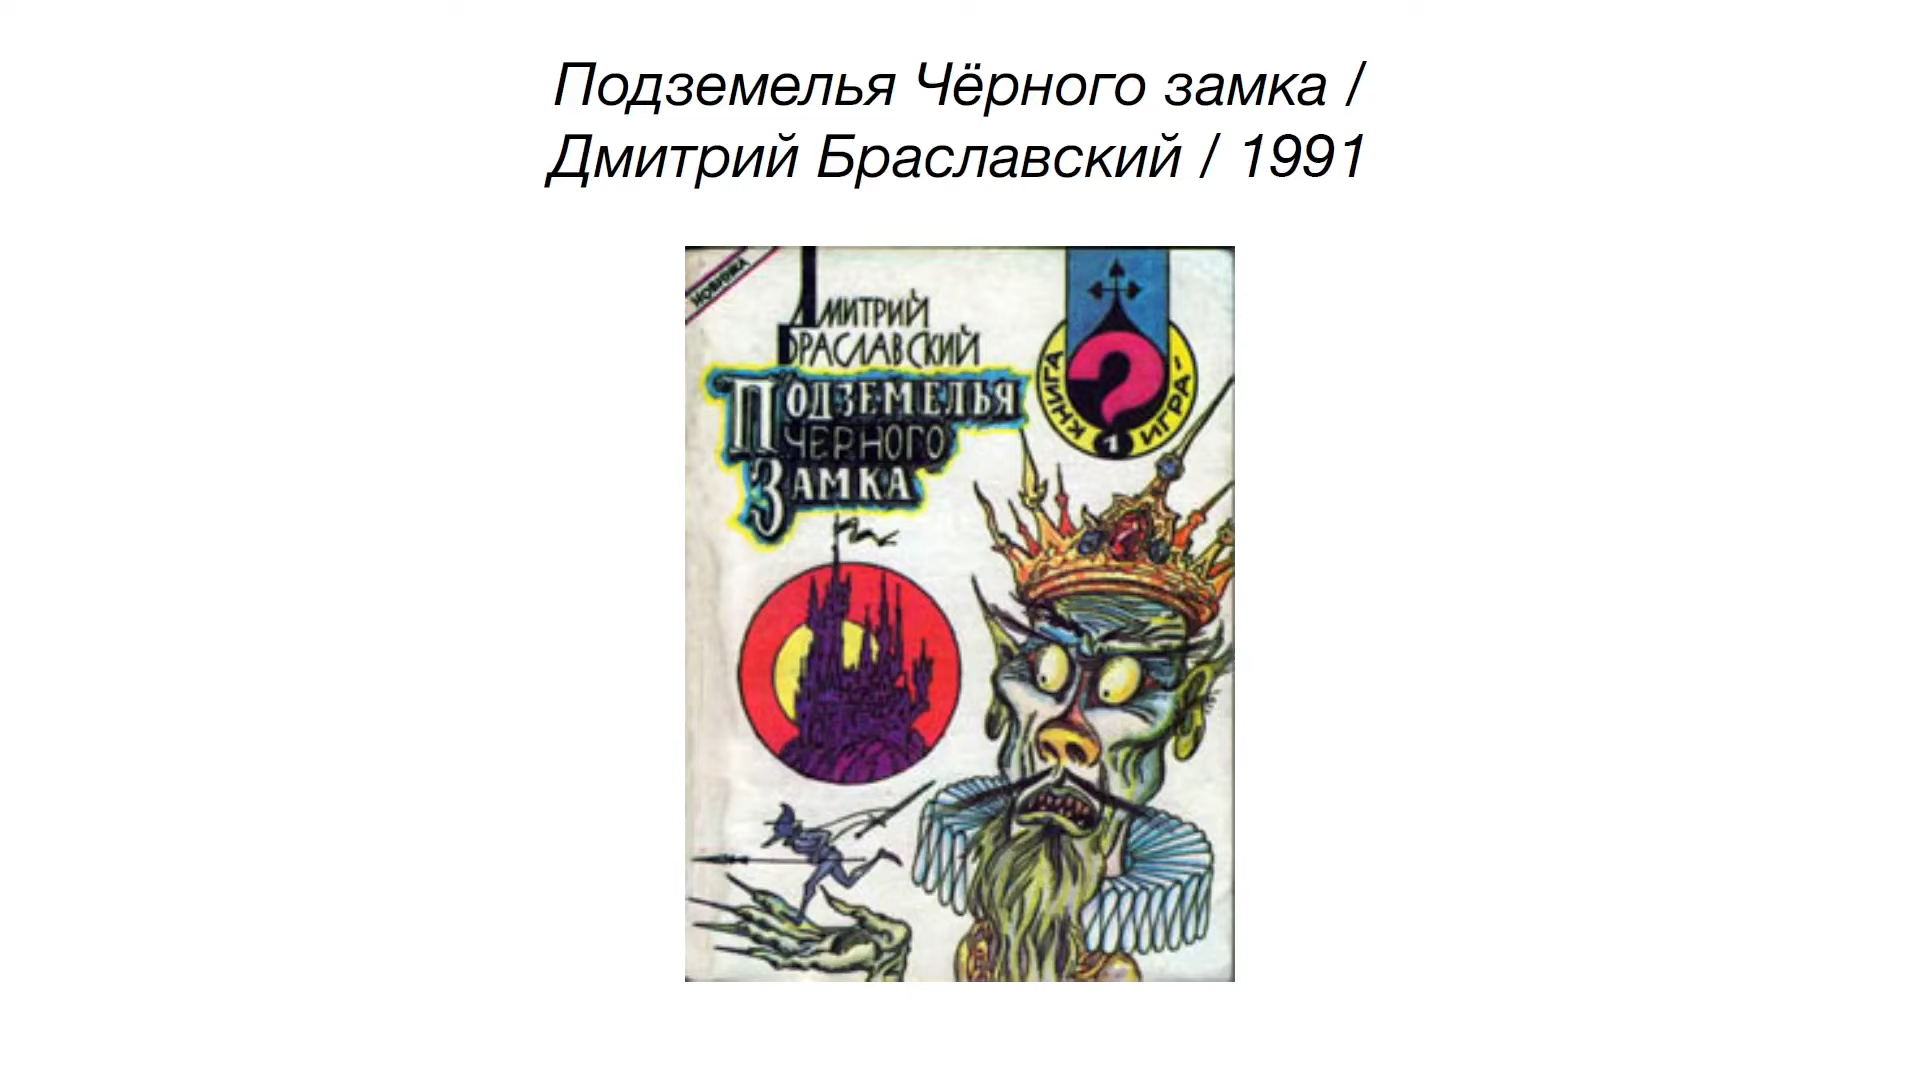 Подземелья Чёрного замка /
Дмитрий Браславский / 1991
НОВИНКА
Дмитрий
Браславский
Подземелья
Черного
Замка
КНИГА
ИГРА-
1